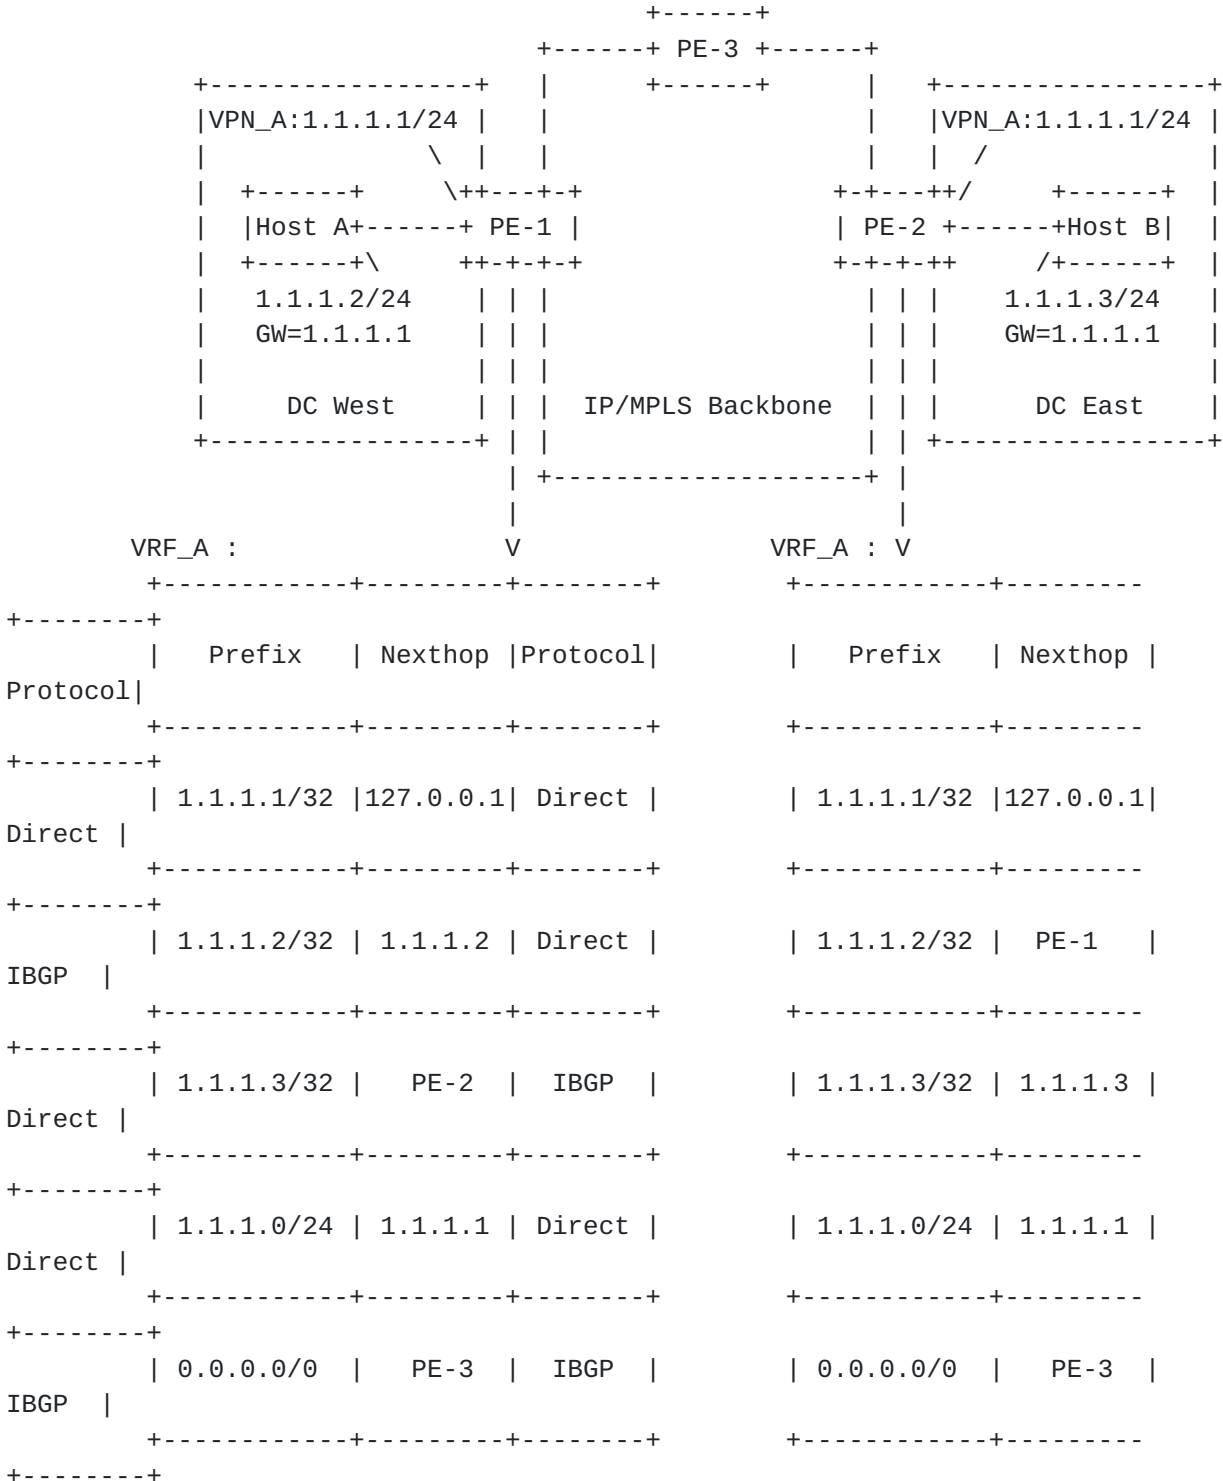 +------+
                                  +------+ PE-3 +------+
            +-----------------+   |      +------+      |   +-----------------+
            |VPN_A:1.1.1.1/24 |   |                    |   |VPN_A:1.1.1.1/24 |
            |              \  |   |                    |   |  /              |
            |  +------+     \++---+-+                +-+---++/     +------+  |
            |  |Host A+------+ PE-1 |                | PE-2 +------+Host B|  |
            |  +------+\     ++-+-+-+                +-+-+-++     /+------+  |
            |   1.1.1.2/24    | | |                    | | |    1.1.1.3/24   |
            |   GW=1.1.1.1    | | |                    | | |    GW=1.1.1.1   |
            |                 | | |                    | | |                 |
            |     DC West     | | |  IP/MPLS Backbone  | | |      DC East    |
            +-----------------+ | |                    | | +-----------------+
                                | +--------------------+ |
                                |                        |
        VRF_A :                 V                VRF_A : V
         +------------+---------+--------+        +------------+---------
+--------+
         |   Prefix   | Nexthop |Protocol|        |   Prefix   | Nexthop |
Protocol|
         +------------+---------+--------+        +------------+---------
+--------+
         | 1.1.1.1/32 |127.0.0.1| Direct |        | 1.1.1.1/32 |127.0.0.1|
Direct |
         +------------+---------+--------+        +------------+---------
+--------+
         | 1.1.1.2/32 | 1.1.1.2 | Direct |        | 1.1.1.2/32 |  PE-1   |
IBGP  |
         +------------+---------+--------+        +------------+---------
+--------+
         | 1.1.1.3/32 |   PE-2  |  IBGP  |        | 1.1.1.3/32 | 1.1.1.3 |
Direct |
         +------------+---------+--------+        +------------+---------
+--------+
         | 1.1.1.0/24 | 1.1.1.1 | Direct |        | 1.1.1.0/24 | 1.1.1.1 |
Direct |
         +------------+---------+--------+        +------------+---------
+--------+
         | 0.0.0.0/0  |   PE-3  |  IBGP  |        | 0.0.0.0/0  |   PE-3  |
IBGP  |
         +------------+---------+--------+        +------------+---------
+--------+